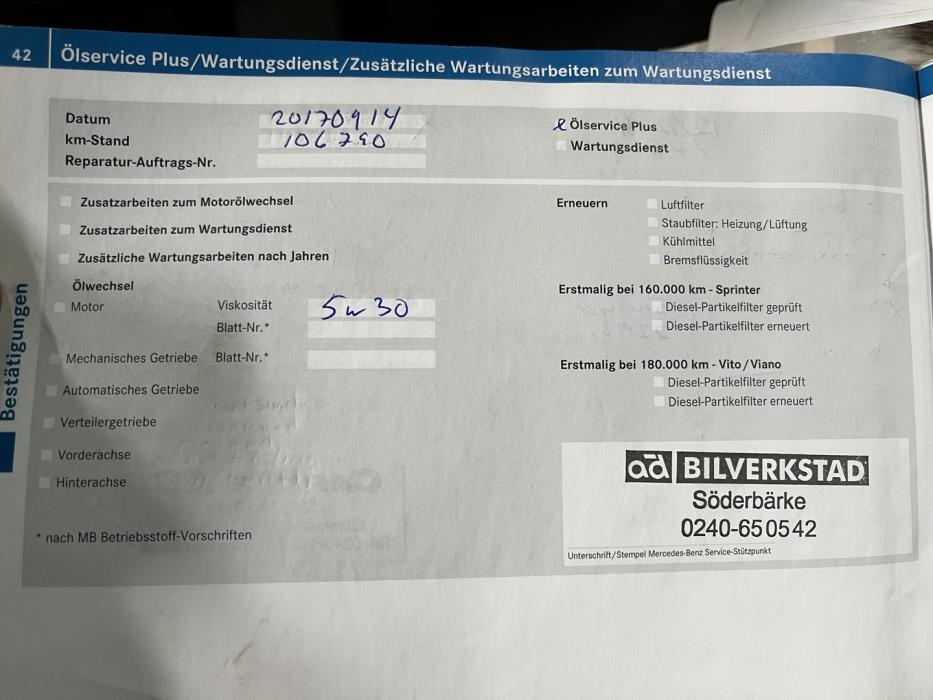 42 Ölservice Plus/Wartungsdienst/Zusätzliche Wartungsarbeiten zum Wartungsdienst
Datum 20170914
km-Stand 106790
Reparatur-Auftrags-Nr.
Ölservice Plus
Wartungsdienst
Zusatzarbeiten zum Motorölwechsel
Zusatzarbeiten zum Wartungsdienst
Zusätzliche Wartungsarbeiten nach Jahren
Ölwechsel
Motor Viskosität 5w30
Blatt-Nr.*
Mechanisches Getriebe Blatt-Nr.*
Automatisches Getriebe
Verteilergetriebe
Vorderachse
Hinterachse
* nach MB Betriebsstoff-Vorschriften
Erneuern Luftfilter
Staubfilter: Heizung/Lüftung
Kühlmittel
Bremsflüssigkeit
Erstmalig bei 160.000 km - Sprinter
Diesel-Partikelfilter geprüft
Diesel-Partikelfilter erneuert
Erstmalig bei 180.000 km - Vito/Viano
Diesel-Partikelfilter geprüft
Diesel-Partikelfilter erneuert
ad BILVERKSTAD
Söderbärke
0240-650542
Unterschrift/Stempel Mercedes-Benz Service-Stützpunkt
Bestätigungen